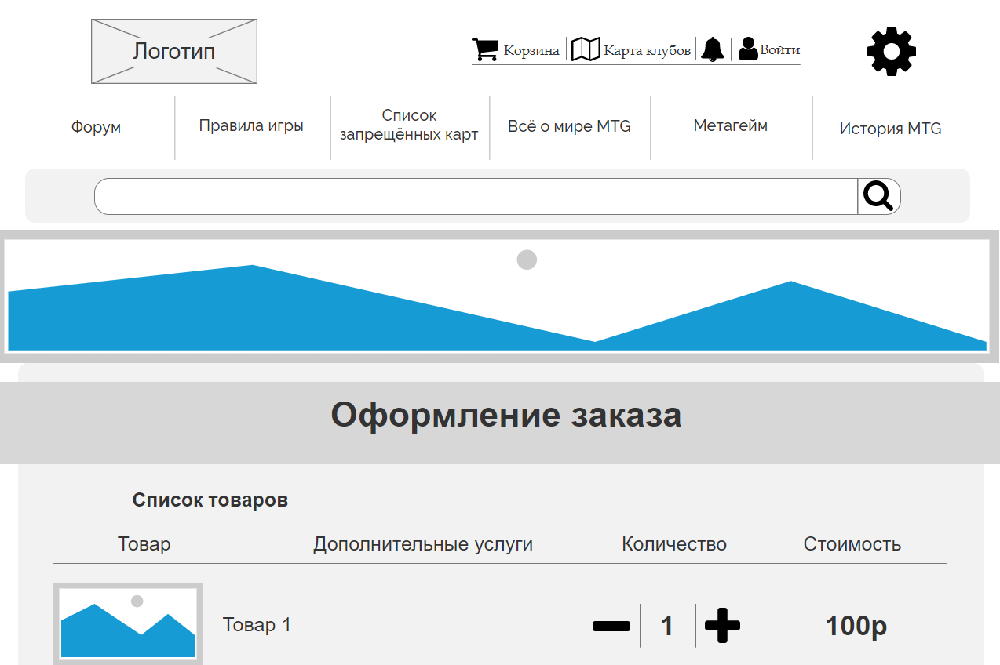 Логотип
Корзина
Карта клубов
Войти
Форум
Правила игры
Список
запрещённых карт
Всё о мире MTG
Метагейм
История MTG
Оформление заказа
Список товаров
Товар
Дополнительные услуги
Количество
Стоимость
Товар 1
1
100р